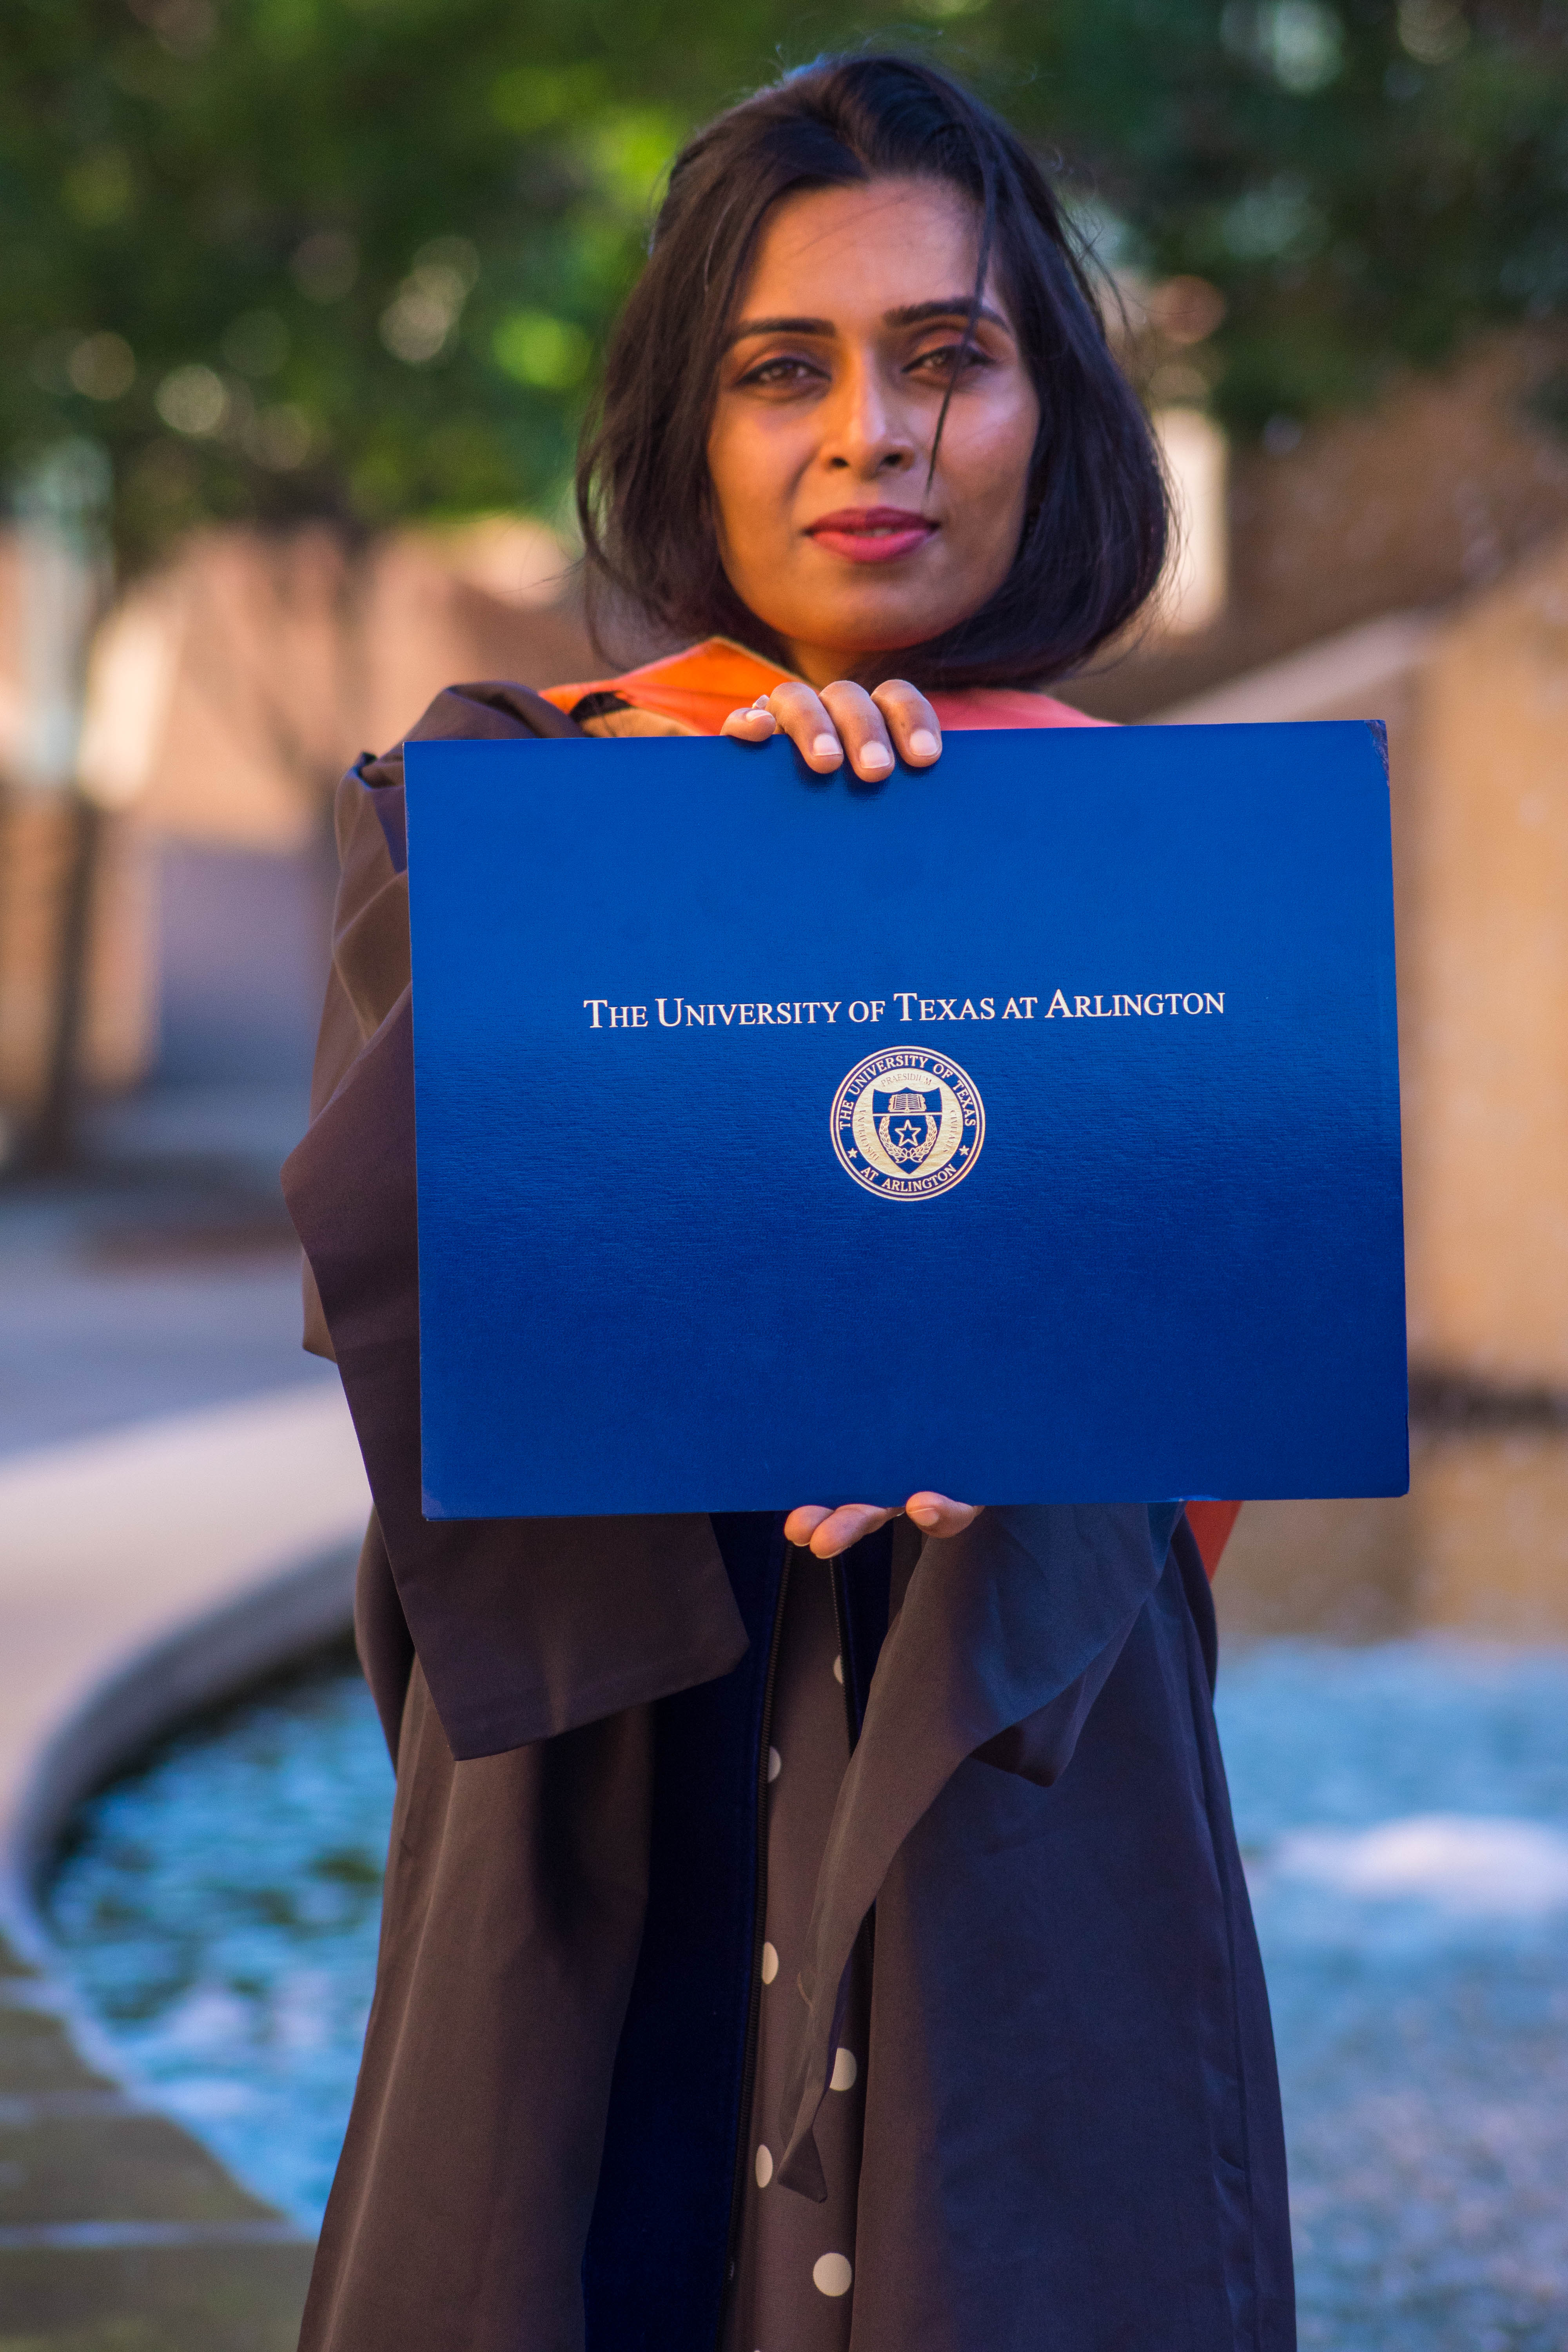 THE UNIVERSITY OF TEXAS AT ARLINGTON
THE UNIVERSITY OF TEXAS
PRAESIDIUM
AT ARLINGTON